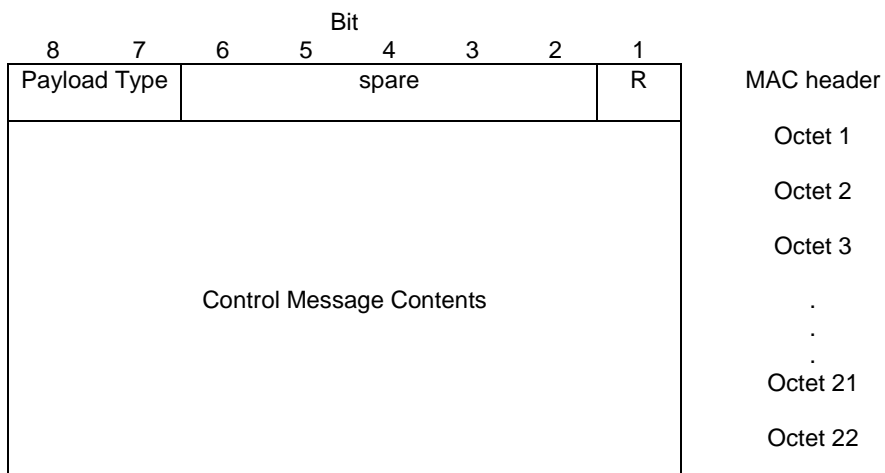 Bit
8 7 6 5 4 3 2 1
Payload Type spare R MAC header
Octet 1
Octet 2
Octet 3
Control Message Contents .
.
.
Octet 21
Octet 22